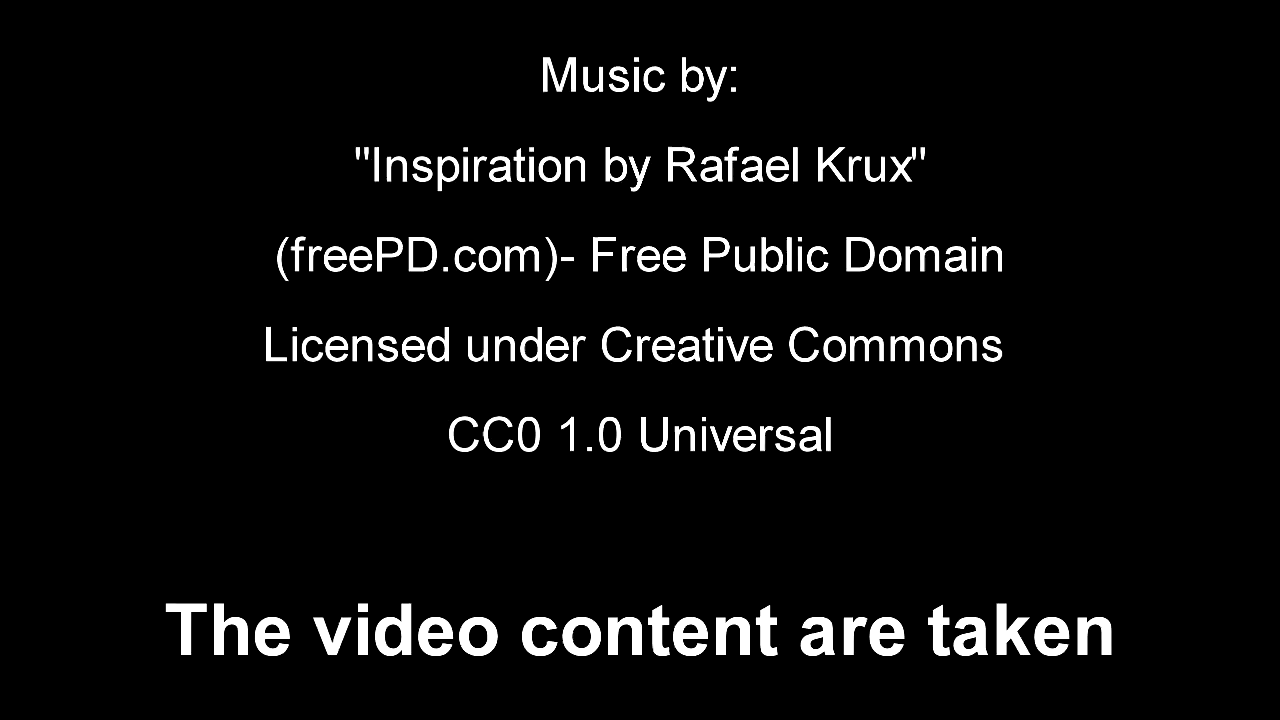 Music by:
"Inspiration by Rafael Krux"
(freePD.com)- Free Public Domain
Licensed under Creative Commons
CC0 1.0 Universal
The video content are taken